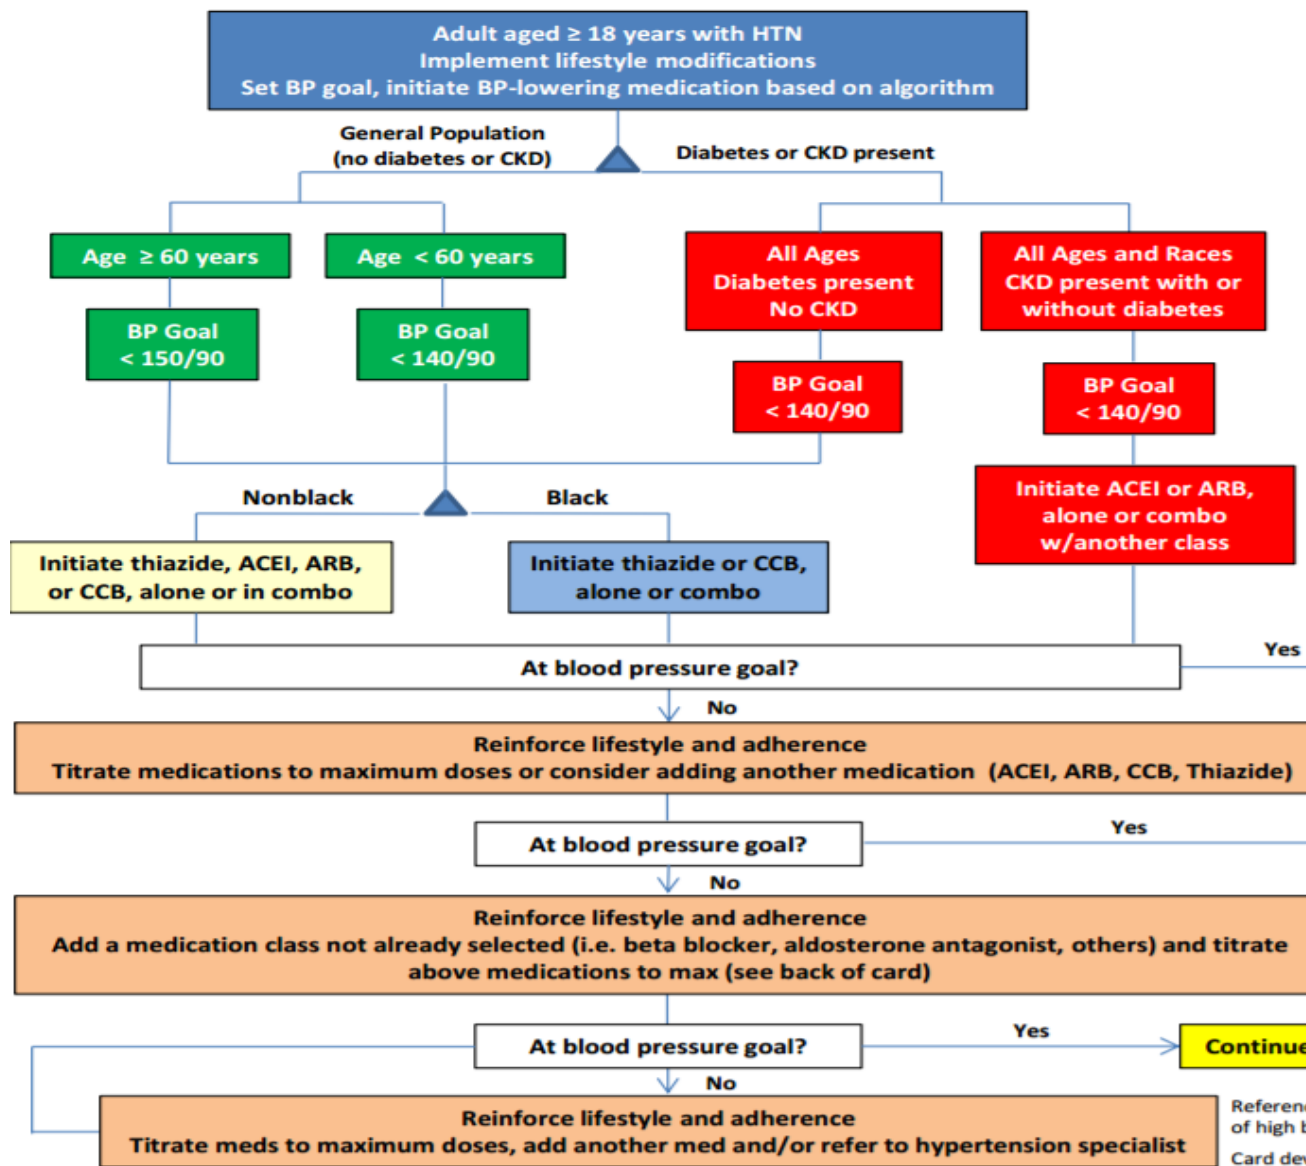 Adult aged ≥ 18 years with HTN
Implement lifestyle modifications
Set BP goal, initiate BP-lowering medication based on algorithm
General Population
(no diabetes or CKD)
Diabetes or CKD present
Age ≥ 60 years
Age < 60 years
All Ages
Diabetes present
No CKD
All Ages and Races
CKD present with or
without diabetes
BP Goal
< 150/90
BP Goal
< 140/90
BP Goal
< 140/90
BP Goal
< 140/90
Nonblack
Black
Initiate thiazide, ACEI, ARB,
or CCB, alone or in combo
Initiate thiazide or CCB,
alone or combo
Initiate ACEI or ARB,
alone or combo
w/another class
At blood pressure goal?
Yes
No
Reinforce lifestyle and adherence
Titrate medications to maximum doses or consider adding another medication (ACEI, ARB, CCB, Thiazide)
At blood pressure goal?
Yes
No
Reinforce lifestyle and adherence
Add a medication class not already selected (i.e. beta blocker, aldosterone antagonist, others) and titrate
above medications to max (see back of card)
At blood pressure goal?
Yes
Continue
No
Reinforce lifestyle and adherence
Titrate meds to maximum doses, add another med and/or refer to hypertension specialist
Referenc
of high b
Card dev